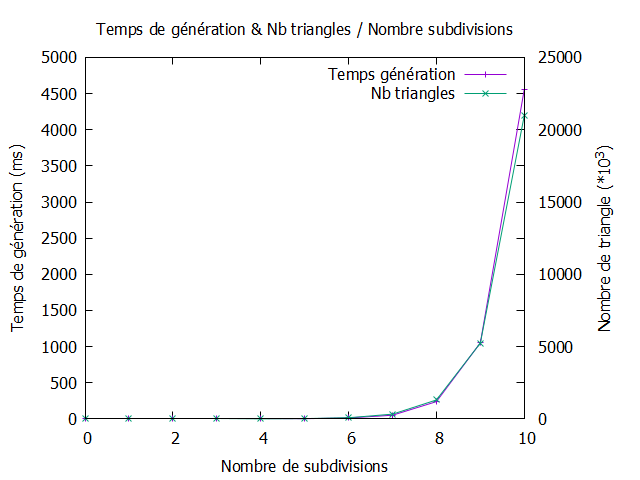 Temps de génération & Nb triangles / Nombre subdivisions
Temps génération
Nb triangles
5000
4500
4000
3500
3000
2500
2000
1500
1000
500
0
25000
20000
15000
10000
5000
0
0 2 4 6 8 10
Temps de génération (ms)
Nombre de triangle (*10³)
Nombre de subdivisions